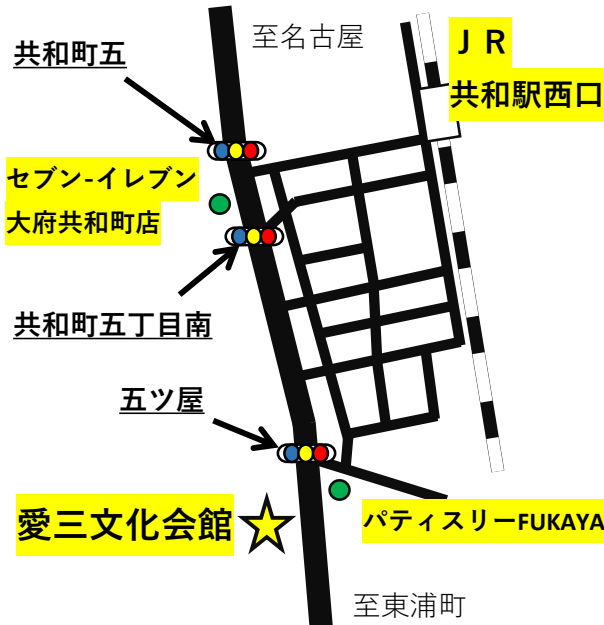 至名古屋
ＪＲ
共和駅西口
共和町五
セブン-イレブン
大府共和町店
共和町五丁目南
五ツ屋
愛三文化会館
パティスリーFUKAYA
至東浦町